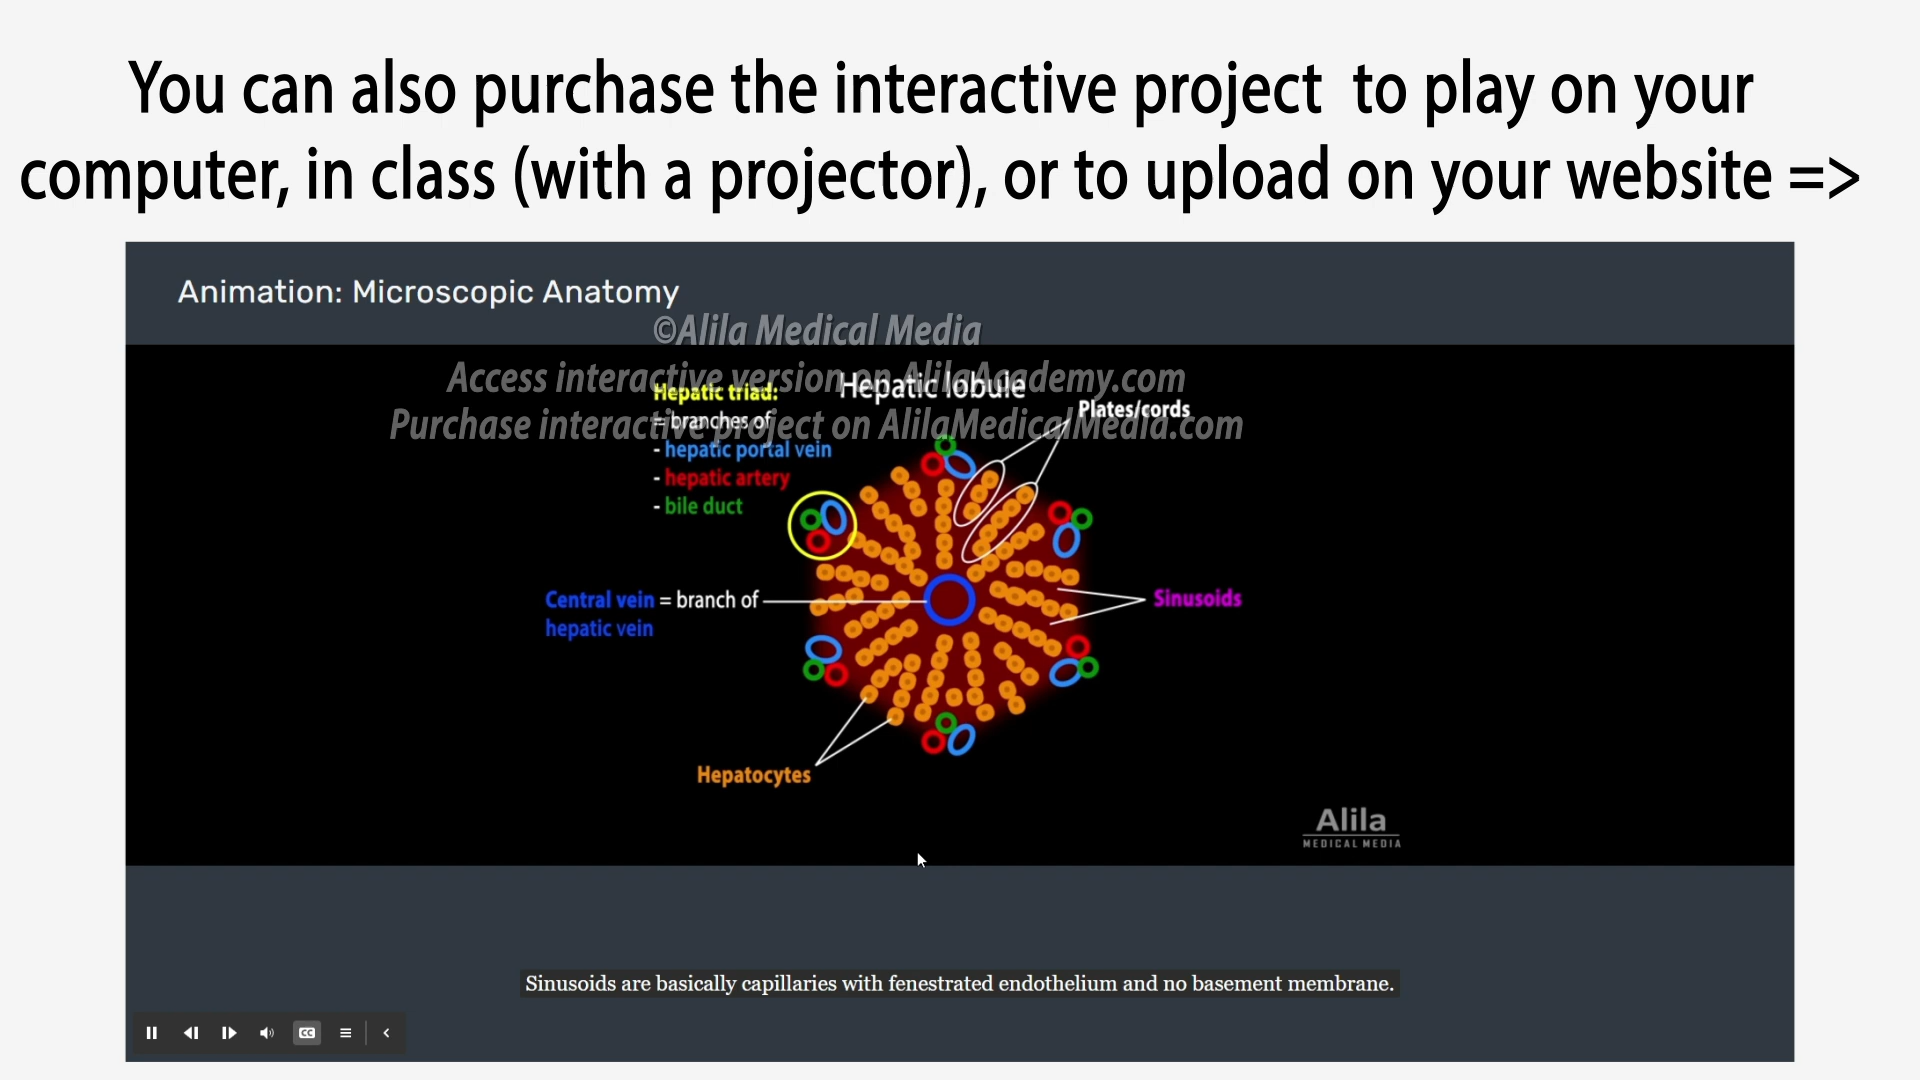 You can also purchase the interactive project to play on your
computer, in class (with a projector), or to upload on your website =>
Animation: Microscopic Anatomy
©Alila Medical Media
Access interactive version on AlilaAcademy.com
Purchase interactive project on AlilaMedicalMedia.com
Hepatic lobule
Hepatic triad:
= branches of
- hepatic portal vein
- hepatic artery
- bile duct
Plates/cords
Central vein = branch of
hepatic vein
Sinusoids
Hepatocytes
Alila
MEDICAL MEDIA
Sinusoids are basically capillaries with fenestrated endothelium and no basement membrane.
CC